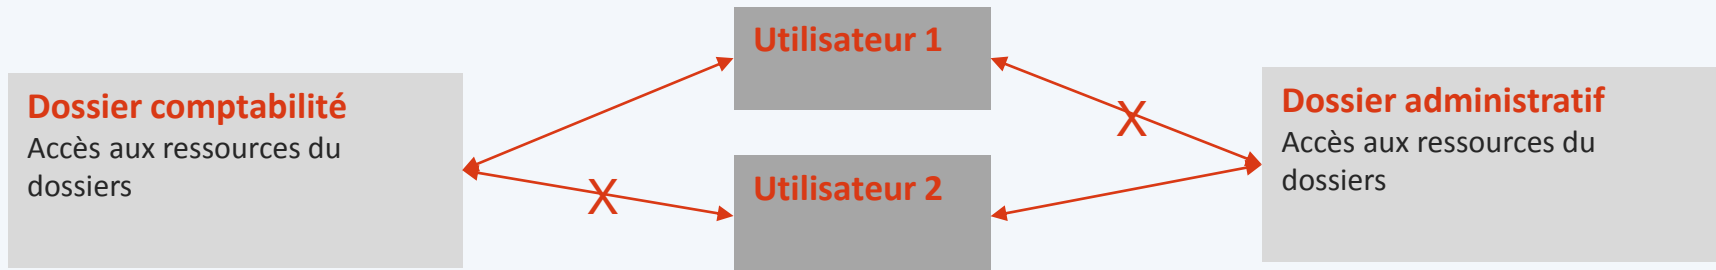 Utilisateur 1
Dossier comptabilité
Accès aux ressources du
dossiers
X
Utilisateur 2
X
Dossier administratif
Accès aux ressources du
dossiers